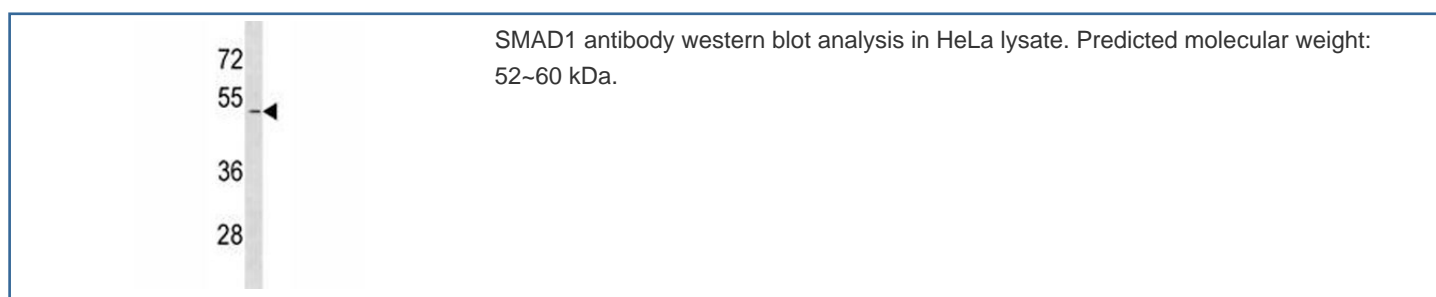 72
55
36
28
SMAD1 antibody western blot analysis in HeLa lysate. Predicted molecular weight:
52~60 kDa.